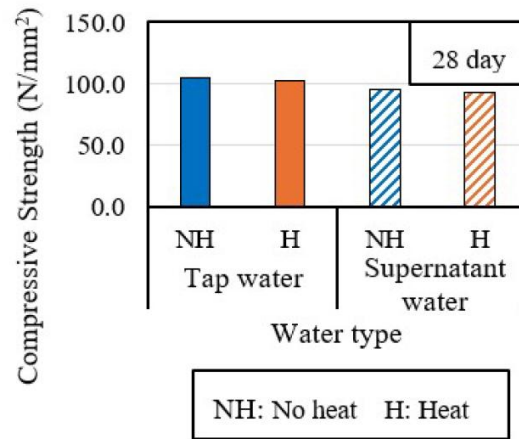 Compressive Strength (N/mm²)
150.0
100.0
50.0
0.0
28 day
NH H NH H
Tap water Supernatant
water
Water type
NH: No heat H: Heat